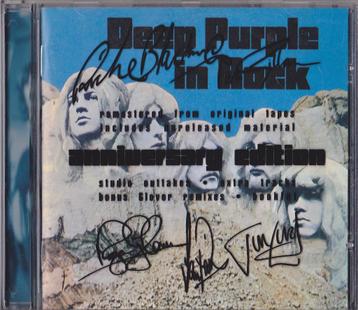 Deep Purple
in Rock
remastered from original tapes
includes unreleased material
anniversary edition
studio outtakes * extra tracks
bonus Glover remixes * booklet